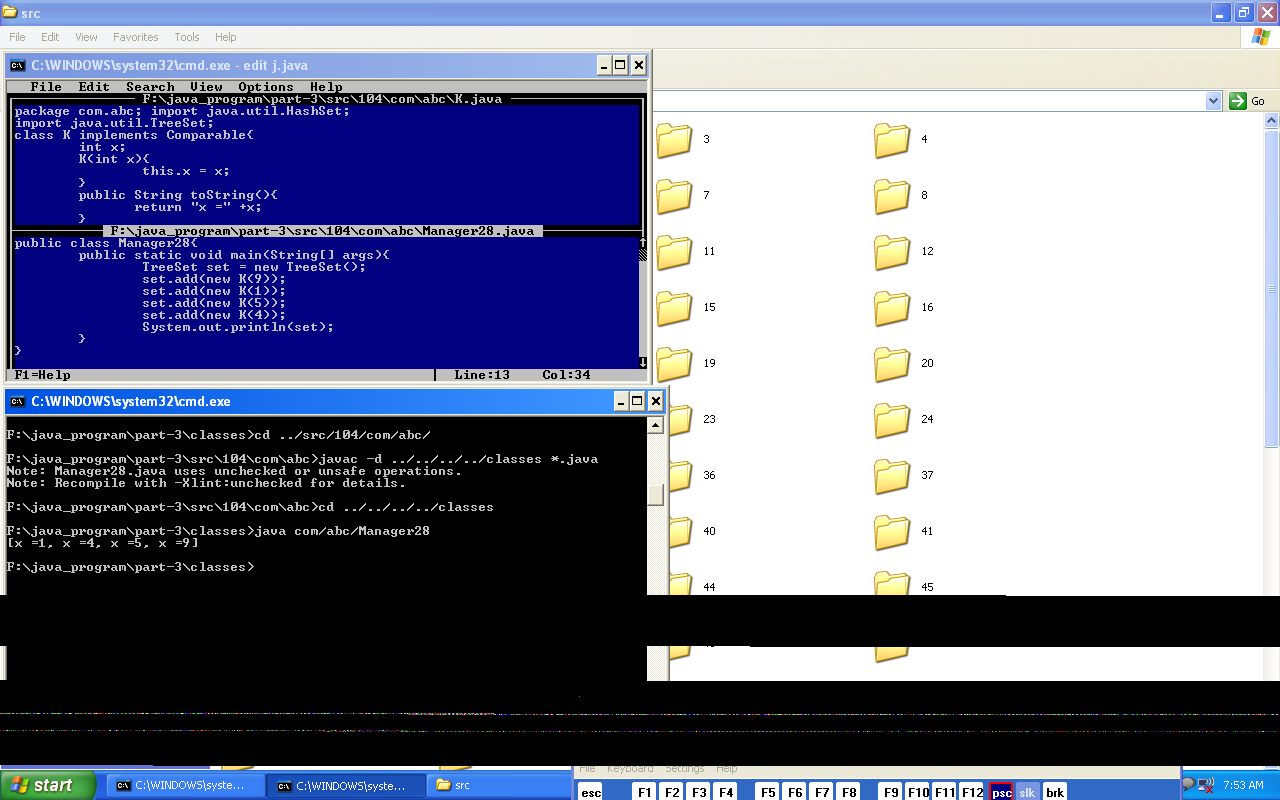 src
File Edit View Favorites Tools Help
C:\WINDOWS\system32\cmd.exe - edit j.java
File Edit Search View Options Help
F:\java_program\part-3\src\104\com\abc\K.java
package com.abc; import java.util.HashSet;
import java.util.TreeSet;
class K implements Comparable{
int x;
K(int x){
this.x = x;
}
public String toString(){
return "x =" +x;
}
F:\java_program\part-3\src\104\com\abc\Manager28.java
public class Manager28{
public static void main(String[] args){
TreeSet set = new TreeSet();
set.add(new K(9));
set.add(new K(1));
set.add(new K(5));
set.add(new K(4));
System.out.println(set);
}
}
F1=Help Line:13 Col:34
C:\WINDOWS\system32\cmd.exe
F:\java_program\part-3\classes>cd ../src/104/com/abc/
F:\java_program\part-3\src\104\com\abc>javac -d ../../../../classes *.java
Note: Manager28.java uses unchecked or unsafe operations.
Note: Recompile with -Xlint:unchecked for details.
F:\java_program\part-3\src\104\com\abc>cd ../../../../classes
F:\java_program\part-3\classes>java com/abc/Manager28
[x =1, x =4, x =5, x =9]
F:\java_program\part-3\classes>
Go
3 4
7 8
11 12
15 16
19 20
23 24
36 37
40 41
44 45
File Keyboard Settings Help
esc F1 F2 F3 F4 F5 F6 F7 F8 F9 F10 F11 F12 psc slk brk
start C:\WINDOWS\syste... C:\WINDOWS\syste... src 7:53 AM